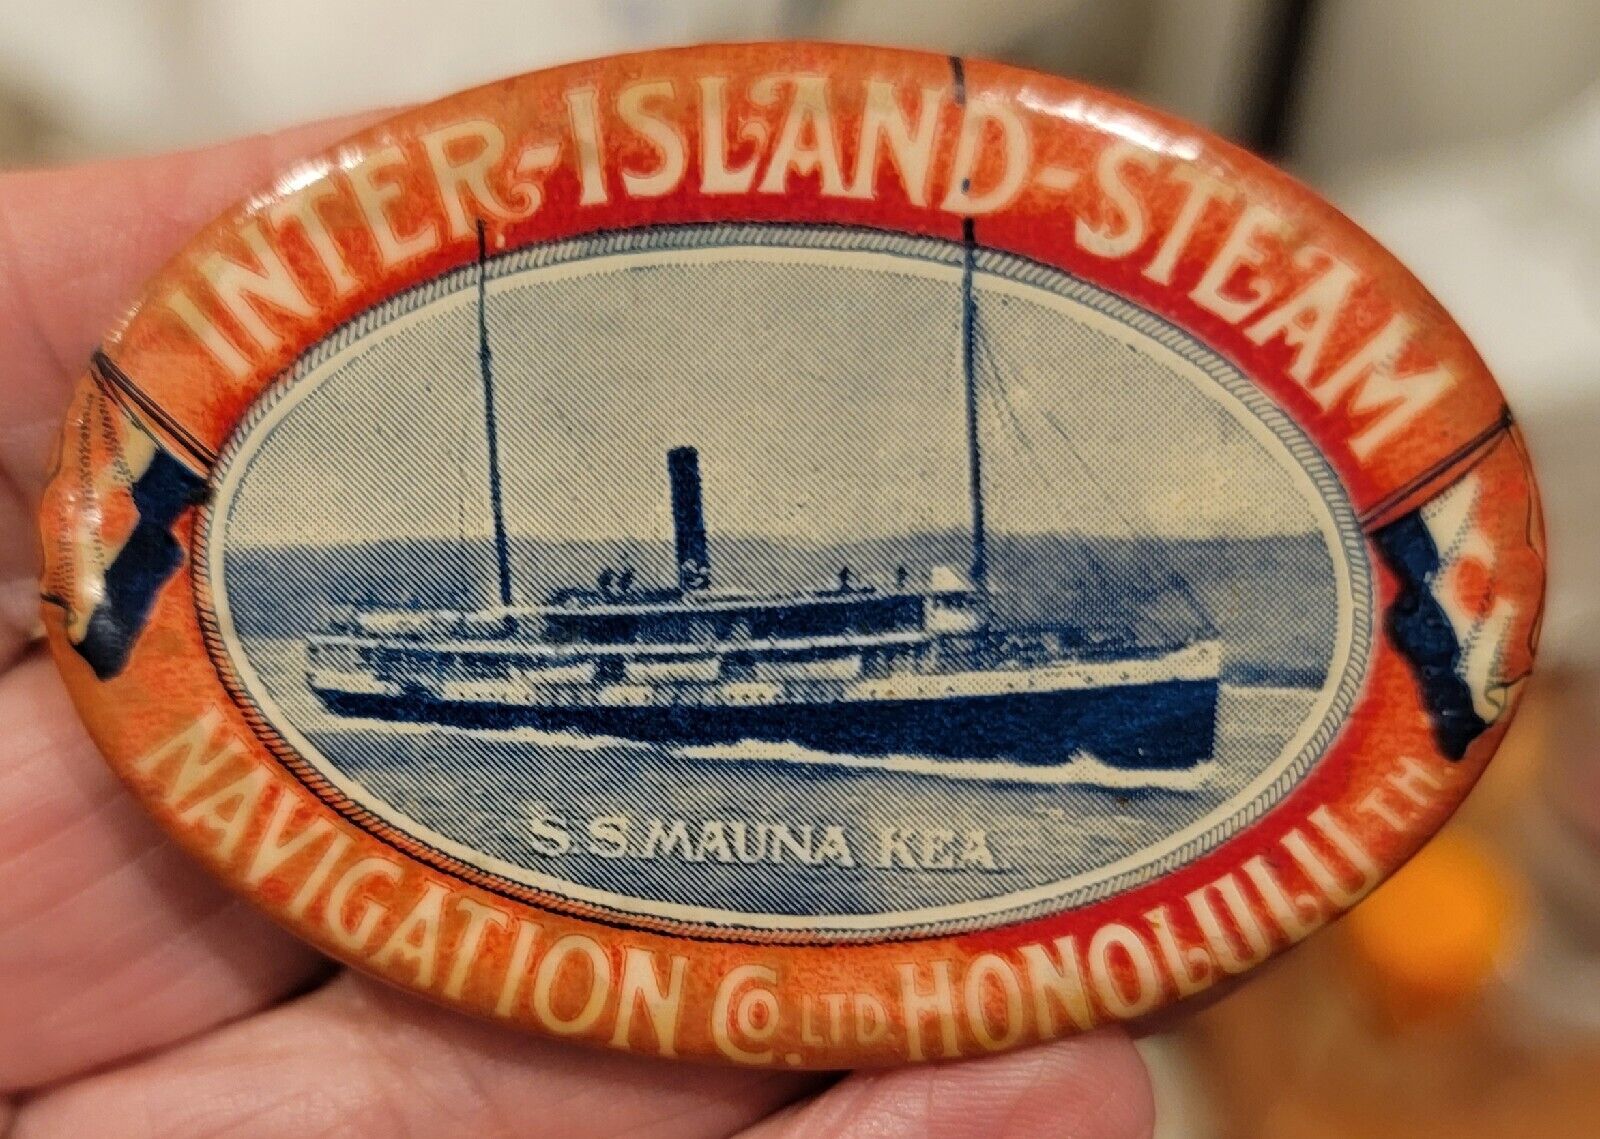 INTER-ISLAND-STEAM
NAVIGATION CO. LTD. HONOLULU T.H.
S.S. MAUNA KEA